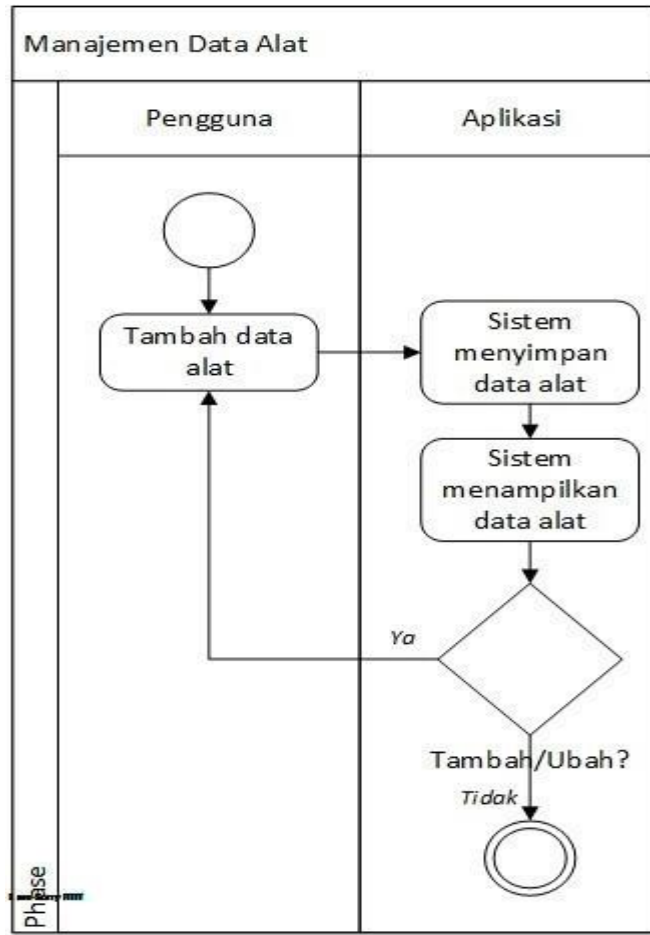 Manajemen Data Alat
Pengguna
Aplikasi
Tambah data
alat
Sistem
menyimpan
data alat
Sistem
menampilkan
data alat
Ya
Tambah/Ubah?
Tidak
Phase